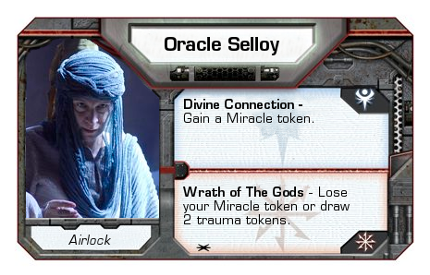 Oracle Selloy
Divine Connection -
Gain a Miracle token.
Wrath of The Gods - Lose
your Miracle token or draw
2 trauma tokens.
Airlock